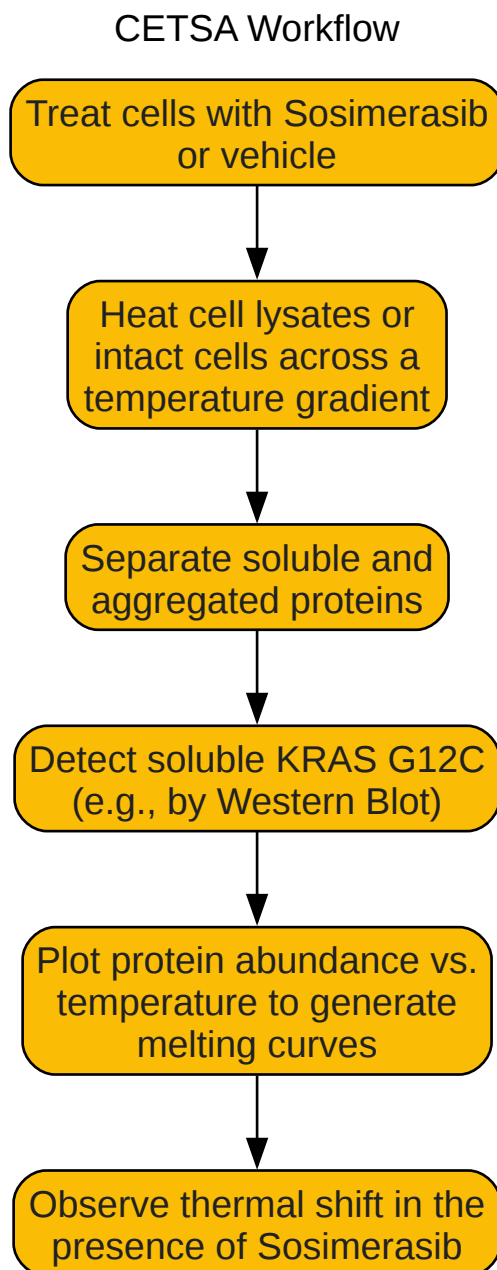 CETSA Workflow
Treat cells with Sosimerasib
or vehicle
Heat cell lysates or
intact cells across a
temperature gradient
Separate soluble and
aggregated proteins
Detect soluble KRAS G12C
(e.g., by Western Blot)
Plot protein abundance vs.
temperature to generate
melting curves
Observe thermal shift in the
presence of Sosimerasib